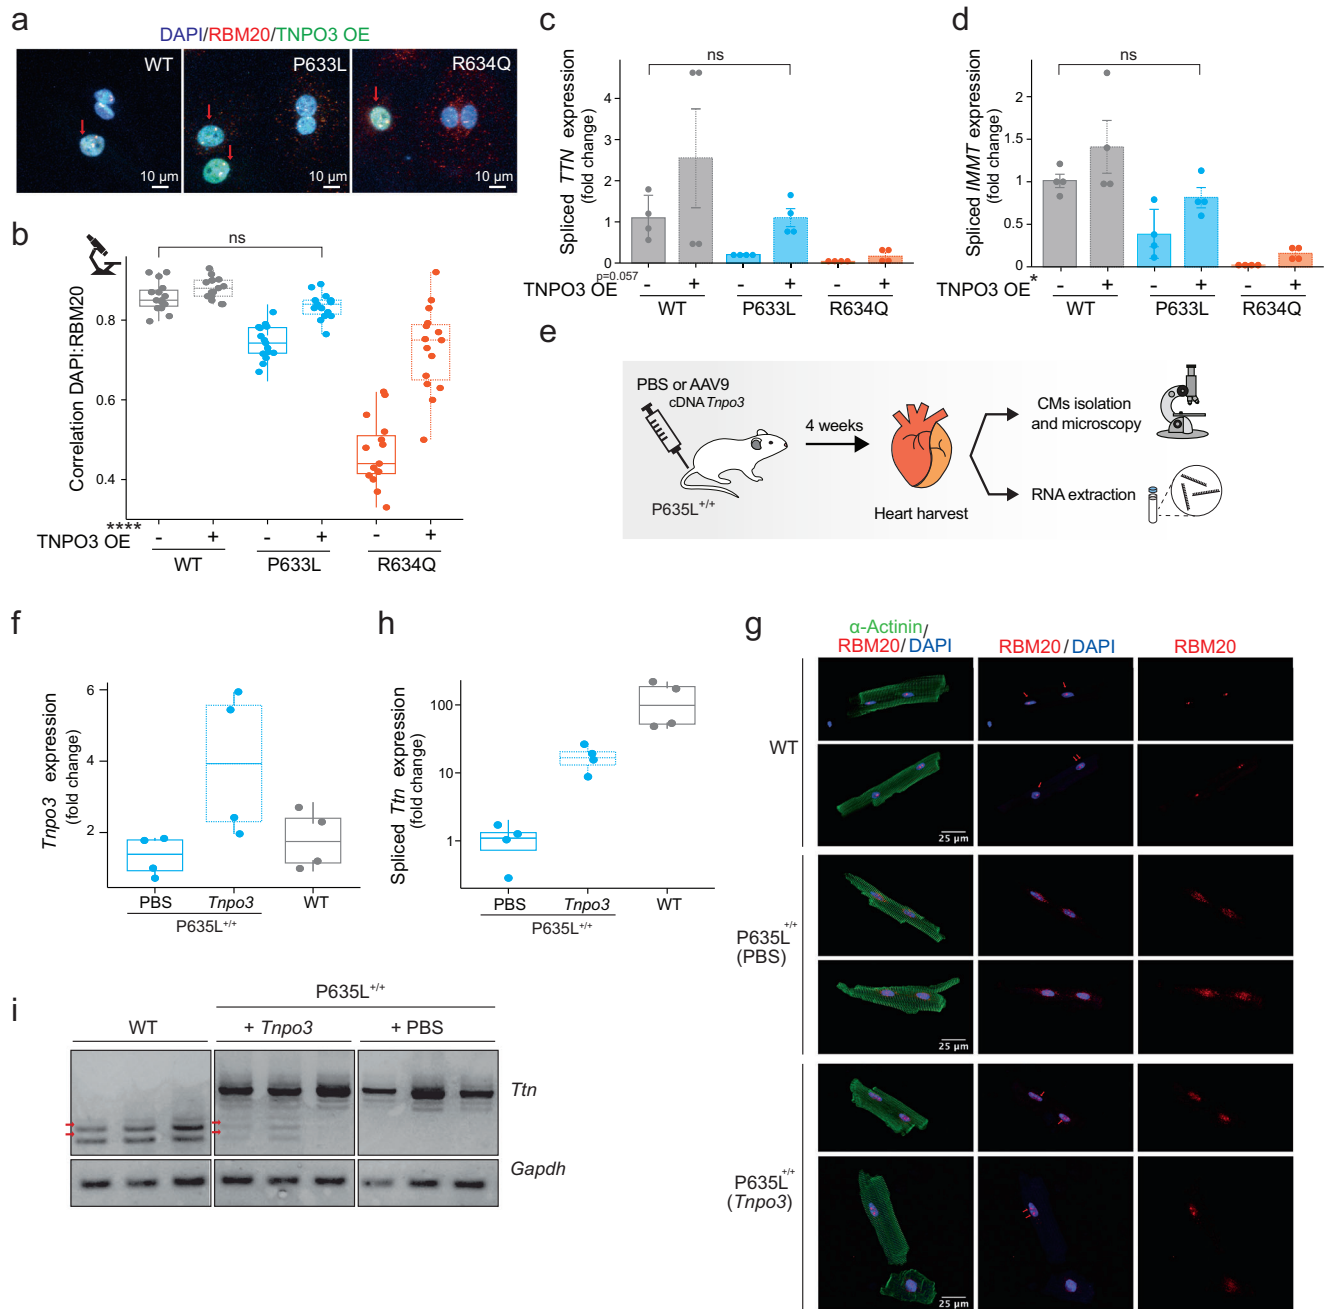 a
DAPI/RBM20/TNPO3 OE
WT
P633L
R634Q
10 µm
10 µm
10 µm
b
ns
Correlation DAPI:RBM20
0.8
0.6
0.4
****
TNPO3 OE
- + - + - +
WT P633L R634Q
c
ns
Spliced TTN expression
(fold change)
4
3
2
1
0
p=0.057
TNPO3 OE
- + - + - +
WT P633L R634Q
d
ns
Spliced IMMT expression
(fold change)
2
1.5
1
0.5
0
*
TNPO3 OE
- + - + - +
WT P633L R634Q
e
PBS or AAV9
cDNA Tnpo3
P635L+/+
4 weeks
Heart harvest
CMs isolation
and microscopy
RNA extraction
f
Tnpo3 expression
(fold change)
6
4
2
PBS Tnpo3 WT
P635L+/+
h
Spliced Ttn expression
(fold change)
100
10
1
PBS Tnpo3 WT
P635L+/+
g
α-Actinin/
RBM20/DAPI
RBM20/DAPI
RBM20
WT
25 µm
P635L+/+
(PBS)
25 µm
P635L+/+
(Tnpo3)
25 µm
i
P635L+/+
WT
+ Tnpo3
+ PBS
Ttn
Gapdh